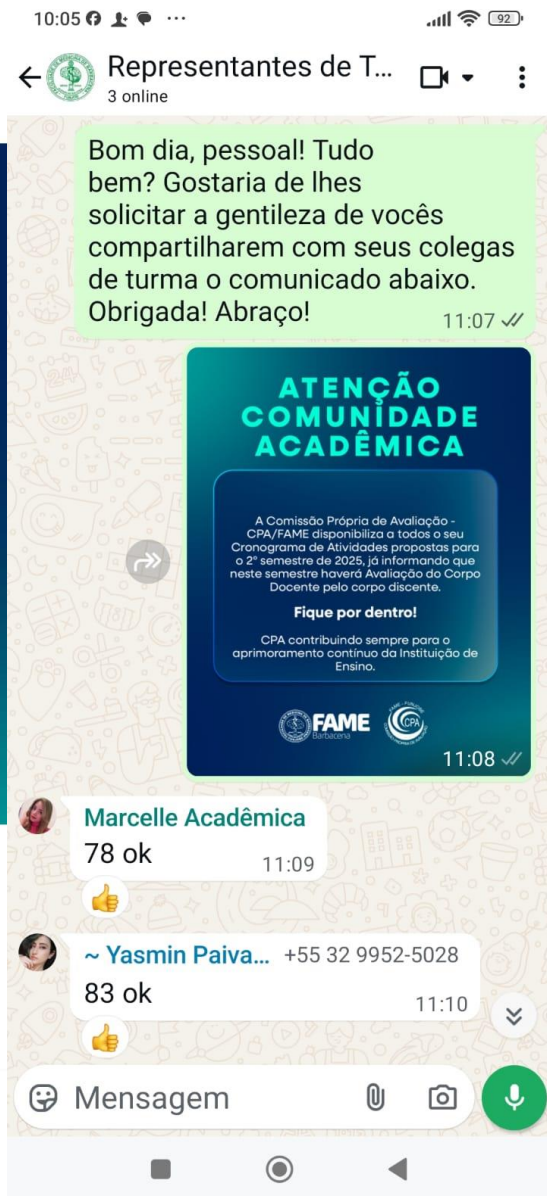 10:05
92
Representantes de T...
3 online
Bom dia, pessoal! Tudo
bem? Gostaria de lhes
solicitar a gentileza de vocês
compartilharem com seus colegas
de turma o comunicado abaixo.
Obrigada! Abraço!
11:07
ATENÇÃO
COMUNIDADE
ACADÊMICA
A Comissão Própria de Avaliação -
CPA/FAME disponibiliza a todos o seu
Cronograma de Atividades propostas para
o 2º semestre de 2025, já informando que
neste semestre haverá Avaliação do Corpo
Docente pelo corpo discente.
Fique por dentro!
CPA contribuindo sempre para o
aprimoramento contínuo da Instituição de
Ensino.
FAME
Barbacena
CPA
11:08
Marcelle Acadêmica
78 ok
11:09
~ Yasmin Paiva... +55 32 9952-5028
83 ok
11:10
Mensagem